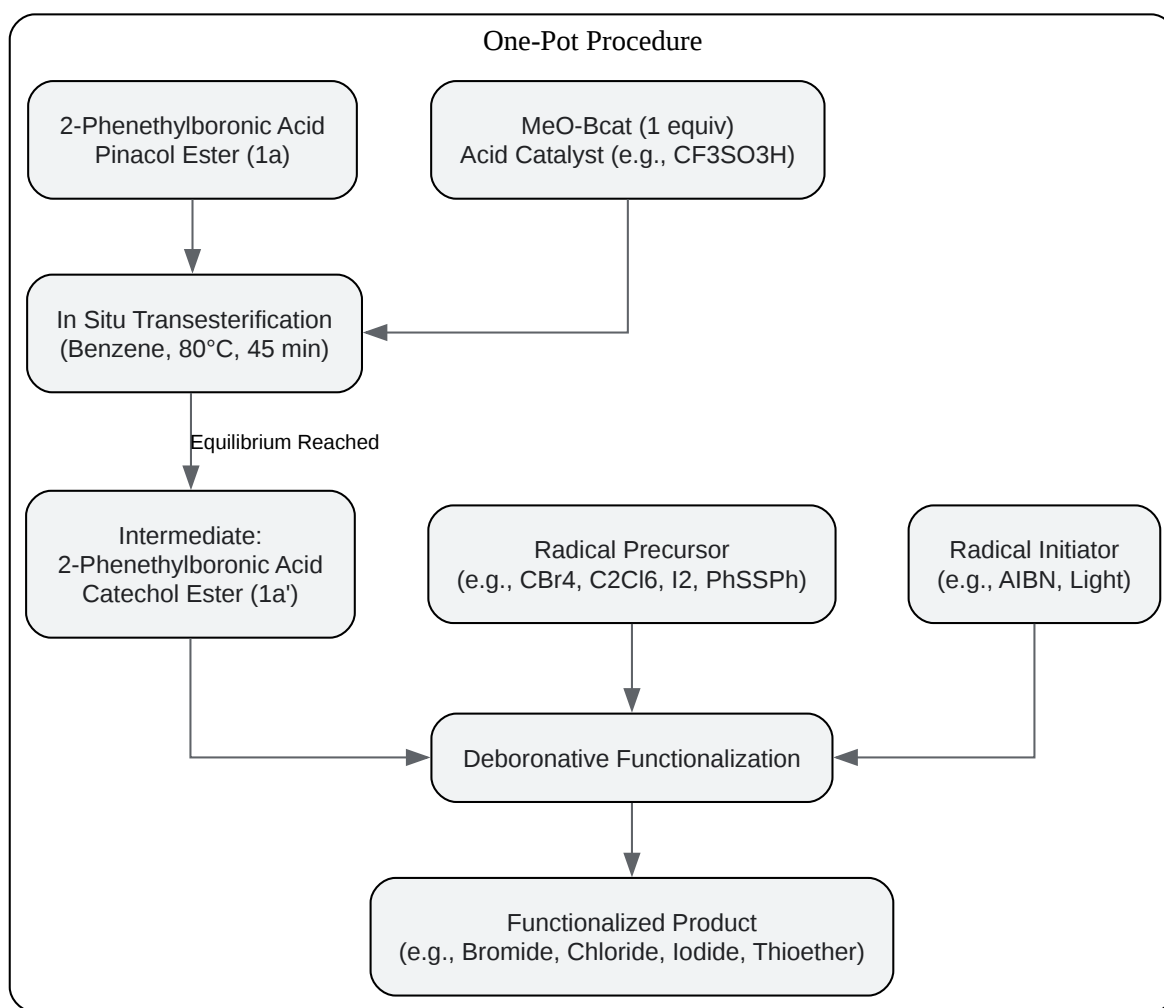 One-Pot Procedure
2-Phenethylboronic Acid
Pinacol Ester (1a)
MeO-Bcat (1 equiv)
Acid Catalyst (e.g., CF3SO3H)
In Situ Transesterification
(Benzene, 80°C, 45 min)
Equilibrium Reached
Intermediate:
2-Phenethylboronic Acid
Catechol Ester (1a')
Radical Precursor
(e.g., CBr4, C2Cl6, I2, PhSSPh)
Radical Initiator
(e.g., AIBN, Light)
Deboronative Functionalization
Functionalized Product
(e.g., Bromide, Chloride, Iodide, Thioether)